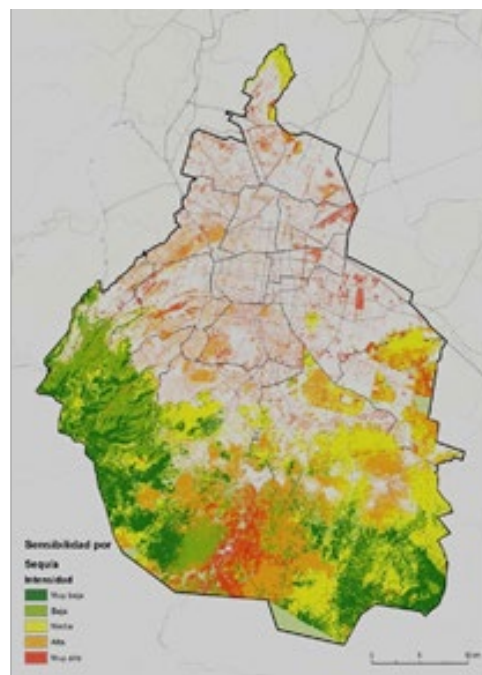 Sensibilidad por
Sequía
Intensidad
Muy baja
Baja
Media
Alta
Muy alta